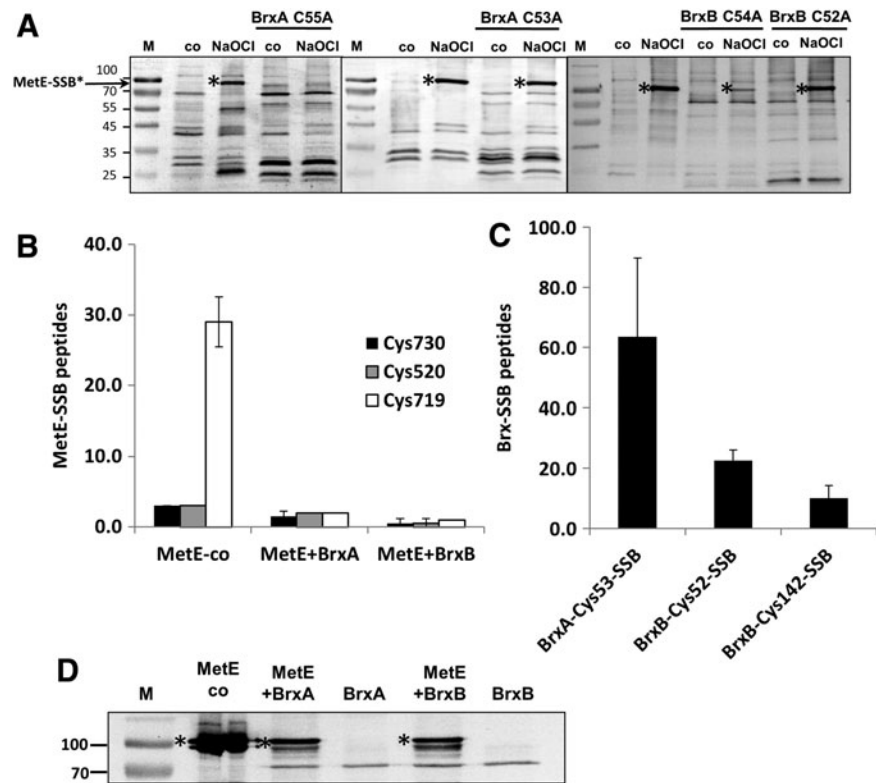 A
BrxA C55A
BrxA C53A
BrxB C54A BrxB C52A
M co NaOCl co NaOCl co NaOCl co NaOCl M co NaOCl co NaOCl co NaOCl
MetE-SSB*
100
70
55
45
35
25
* * * * * *
B
MetE-SSB peptides
40.0
30.0
20.0
10.0
0.0
Cys730
Cys520
Cys719
MetE-co MetE+BrxA MetE+BrxB
C
Brx-SSB peptides
100.0
80.0
60.0
40.0
20.0
0.0
BrxA-Cys53-SSB
BrxB-Cys52-SSB
BrxB-Cys142-SSB
D
M
MetE
co
MetE
+BrxA
BrxA
MetE
+BrxB
BrxB
* * *
100
70